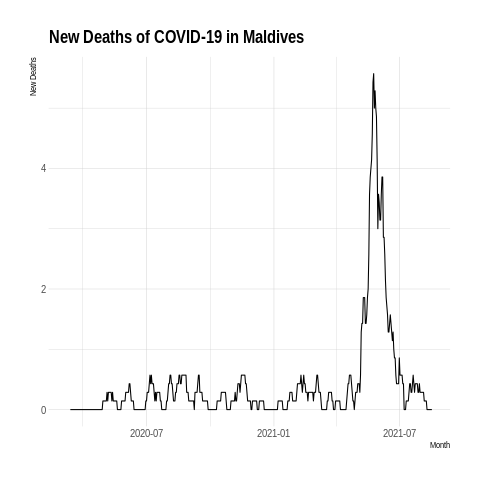 New Deaths of COVID-19 in Maldives
New Deaths
4
2
0
2020-07
2021-01
2021-07
Month